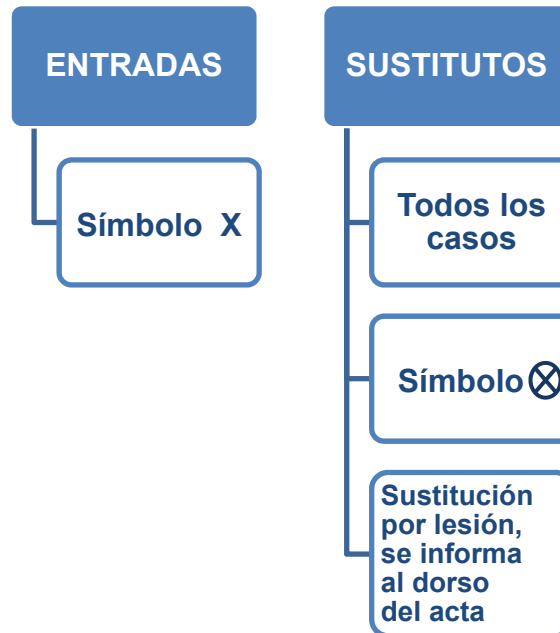 ENTRADAS
Símbolo X
SUSTITUTOS
Todos los
casos
Símbolo ⊗
Sustitución
por lesión,
se informa
al dorso
del acta